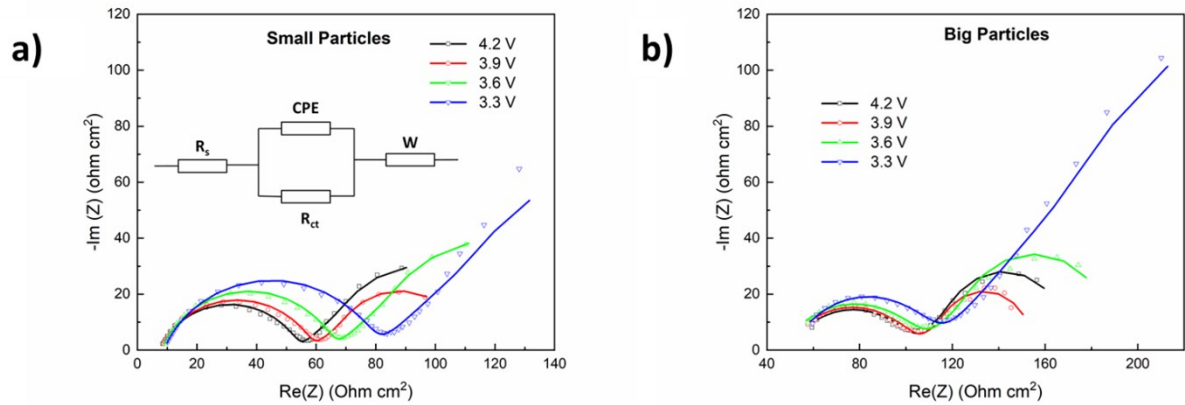 a)
Small Particles
4.2 V
3.9 V
3.6 V
3.3 V
CPE
Rs
W
Rct
-Im (Z) (ohm cm²)
120
100
80
60
40
20
0
0 20 40 60 80 100 120 140
Re(Z) (Ohm cm²)
b)
Big Particles
4.2 V
3.9 V
3.6 V
3.3 V
-Im (Z) (ohm cm²)
120
100
80
60
40
20
0
40 80 120 160 200
Re(Z) (Ohm cm²)